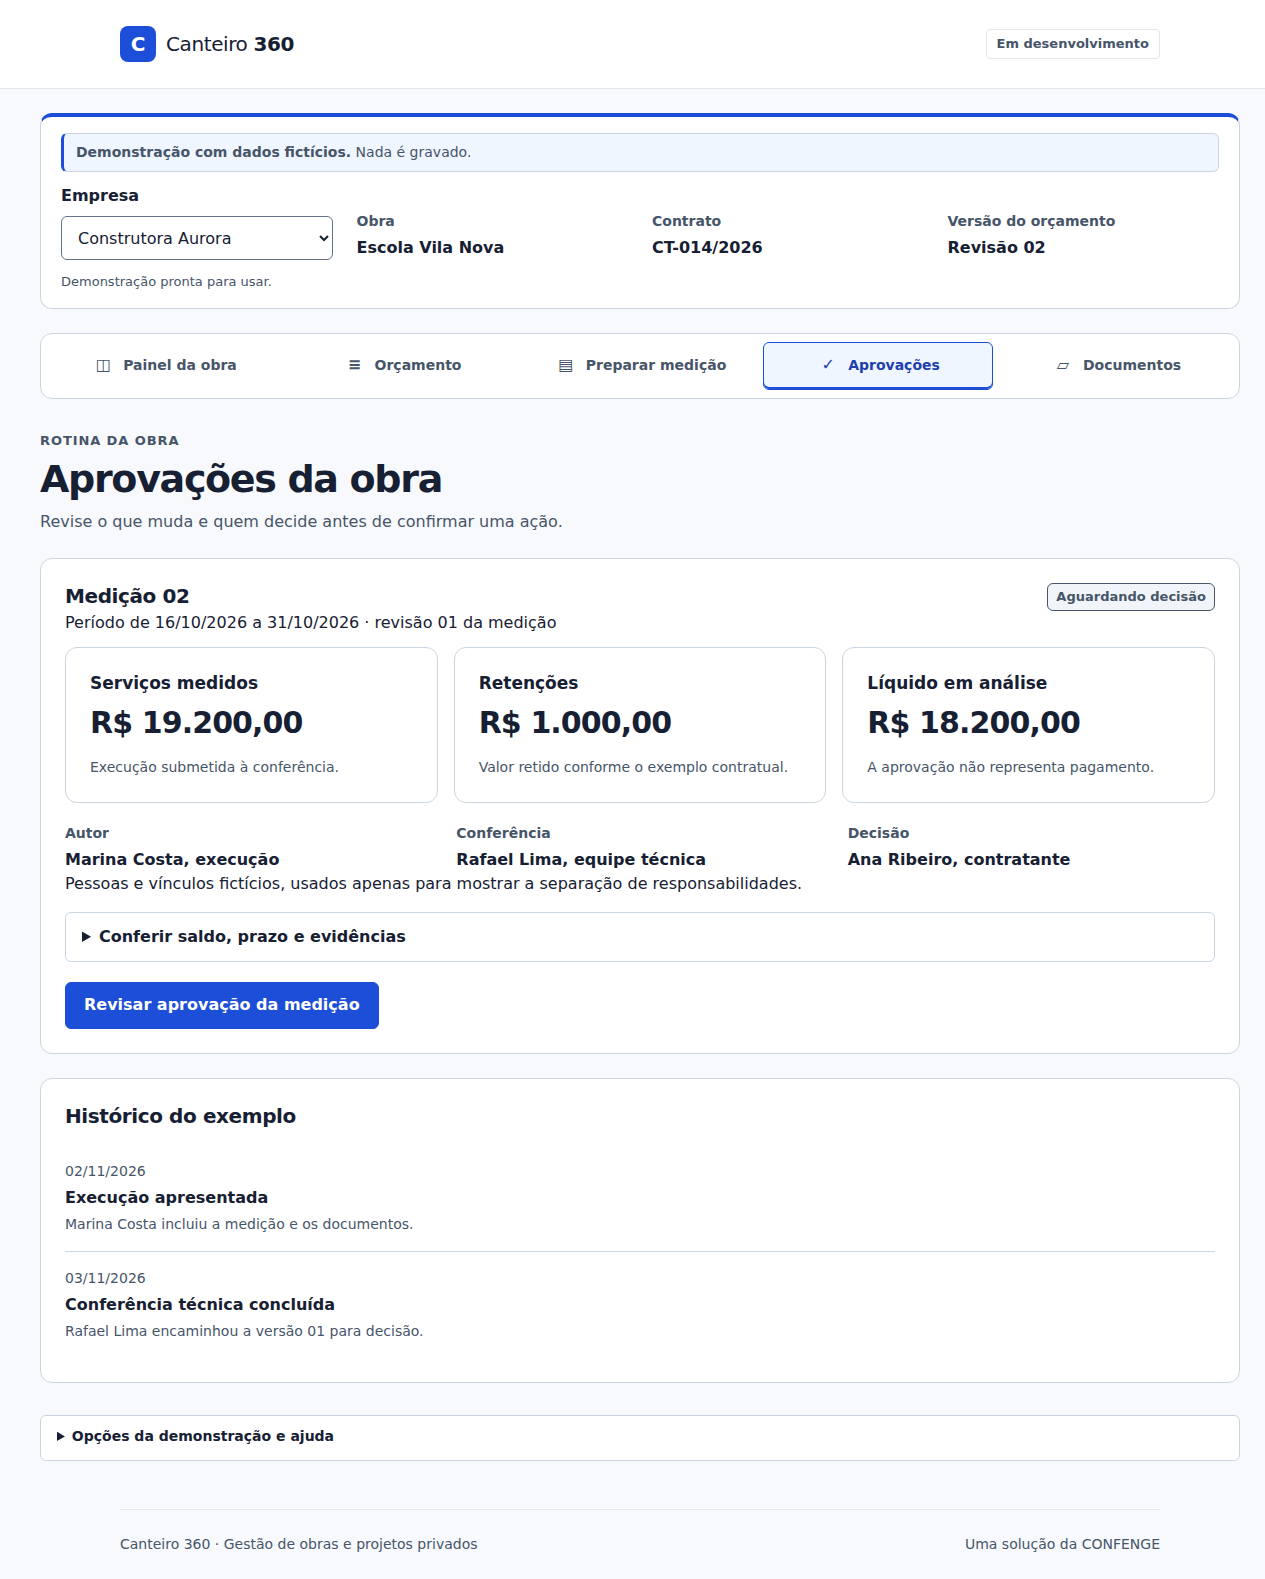 C Canteiro 360
Em desenvolvimento
Demonstração com dados fictícios. Nada é gravado.
Empresa
Construtora Aurora
Demonstração pronta para usar.
Obra
Escola Vila Nova
Contrato
CT-014/2026
Versão do orçamento
Revisão 02
Painel da obra
Orçamento
Preparar medição
Aprovações
Documentos
ROTINA DA OBRA
Aprovações da obra
Revise o que muda e quem decide antes de confirmar uma ação.
Medição 02
Aguardando decisão
Período de 16/10/2026 a 31/10/2026 · revisão 01 da medição
Serviços medidos
R$ 19.200,00
Execução submetida à conferência.
Retenções
R$ 1.000,00
Valor retido conforme o exemplo contratual.
Líquido em análise
R$ 18.200,00
A aprovação não representa pagamento.
Autor
Marina Costa, execução
Conferência
Rafael Lima, equipe técnica
Decisão
Ana Ribeiro, contratante
Pessoas e vínculos fictícios, usados apenas para mostrar a separação de responsabilidades.
Conferir saldo, prazo e evidências
Revisar aprovação da medição
Histórico do exemplo
02/11/2026
Execução apresentada
Marina Costa incluiu a medição e os documentos.
03/11/2026
Conferência técnica concluída
Rafael Lima encaminhou a versão 01 para decisão.
Opções da demonstração e ajuda
Canteiro 360 · Gestão de obras e projetos privados
Uma solução da CONFENGE